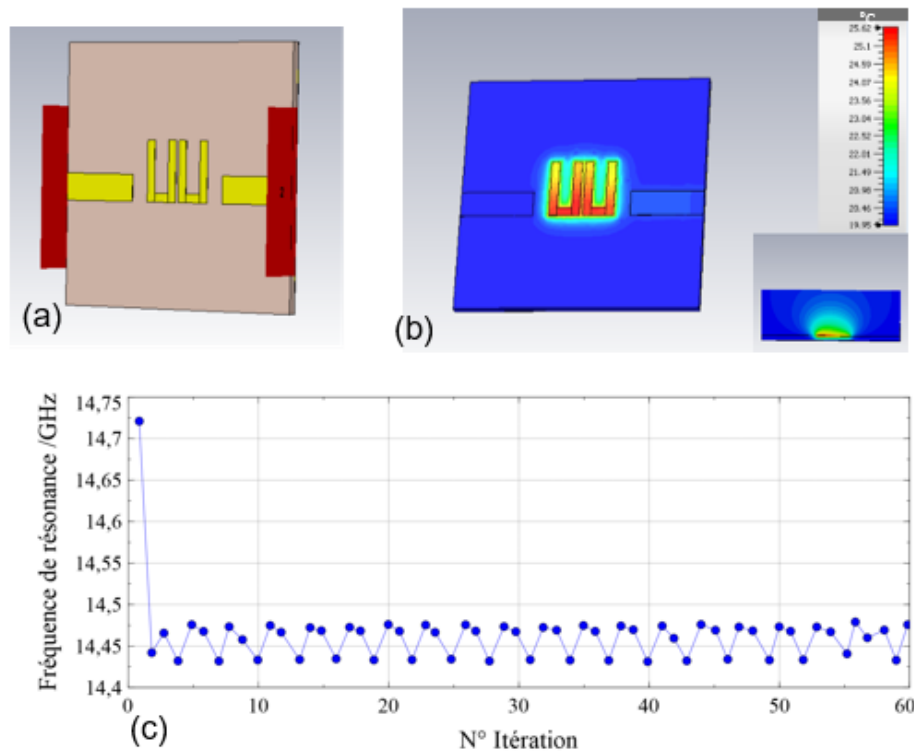 (a)
(b)
°C
25.62
25.1
24.59
24.07
23.56
23.04
22.52
22.01
21.49
20.98
20.46
19.95
Fréquence de résonance /GHz
14,75
14,7
14,65
14,6
14,55
14,5
14,45
14,4
0 10 20 30 40 50 60
(c)
N° Itération